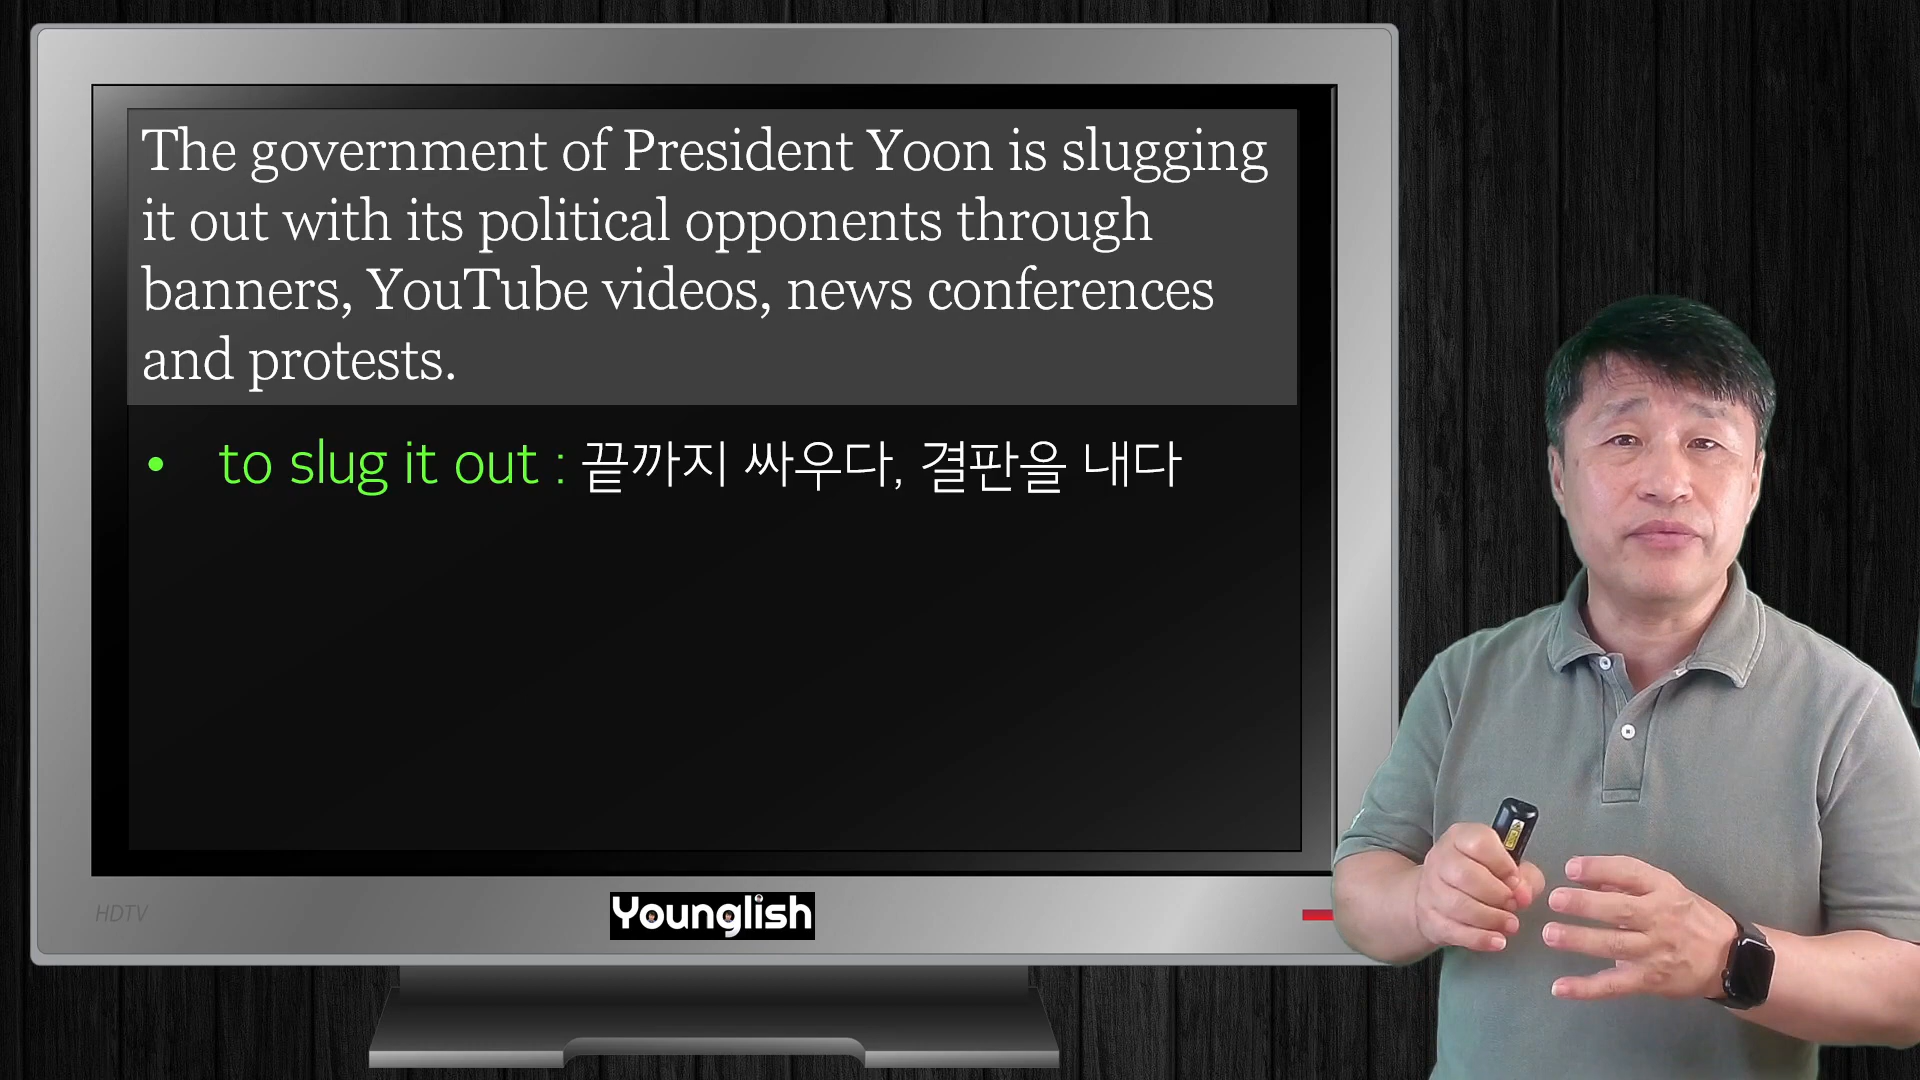 The government of President Yoon is slugging
it out with its political opponents through
banners, YouTube videos, news conferences
and protests.
• to slug it out : 끝까지 싸우다, 결판을 내다
HDTV
Younglish